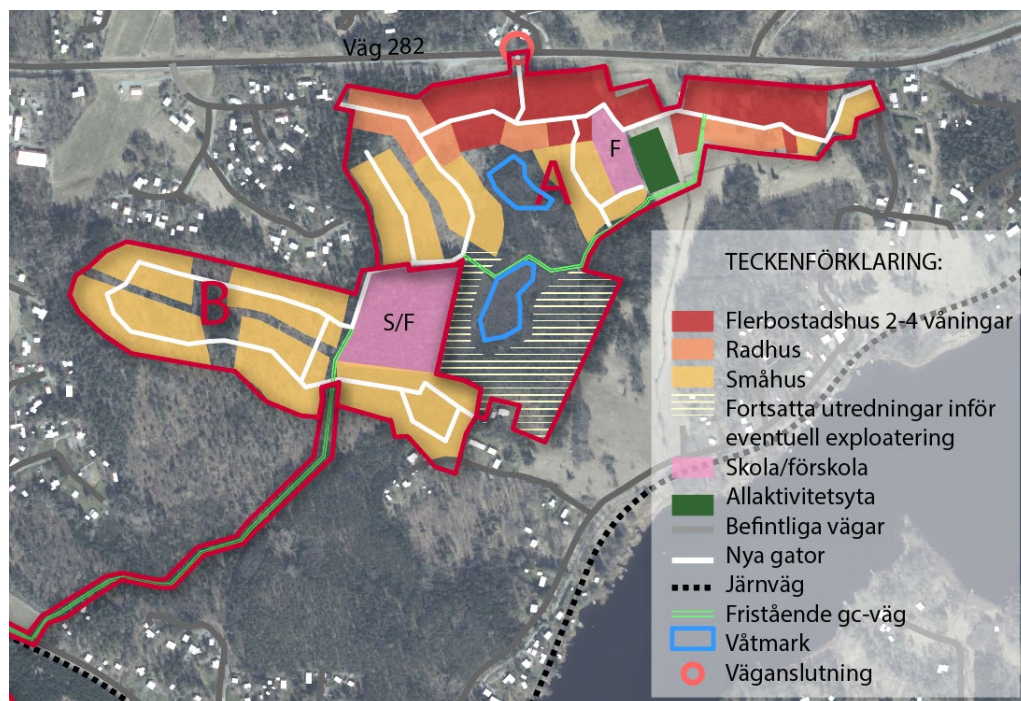 Väg 282
F
A
B
S/F
TECKENFÖRKLARING:
Flerbostadshus 2-4 våningar
Radhus
Småhus
Fortsatta utredningar inför
eventuell exploatering
Skola/förskola
Allaktivitetsyta
Befintliga vägar
Nya gator
Järnväg
Fristående gc-väg
Våtmark
Väganslutning